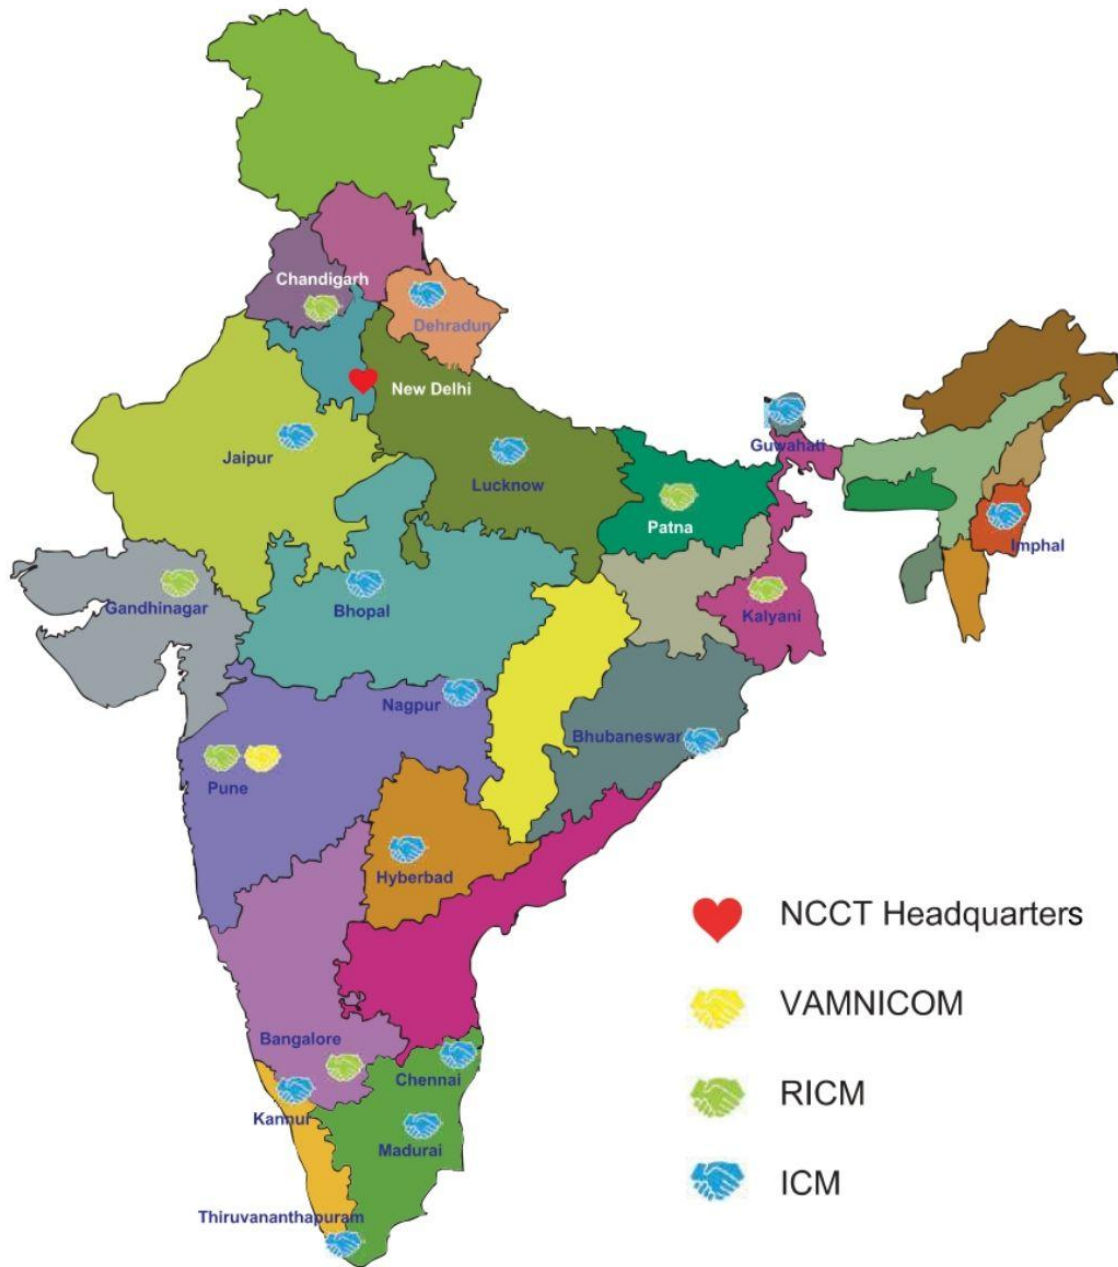 Chandigarh
Dehradun
New Delhi
Jaipur
Lucknow
Guwahati
Patna
Imphal
Gandhinagar
Bhopal
Kalyani
Nagpur
Bhubaneswar
Pune
Hyberbad
NCCT Headquarters
VAMNICOM
Bangalore
Chennai
RICM
Kannul
Madurai
ICM
Thiruvananthapuram